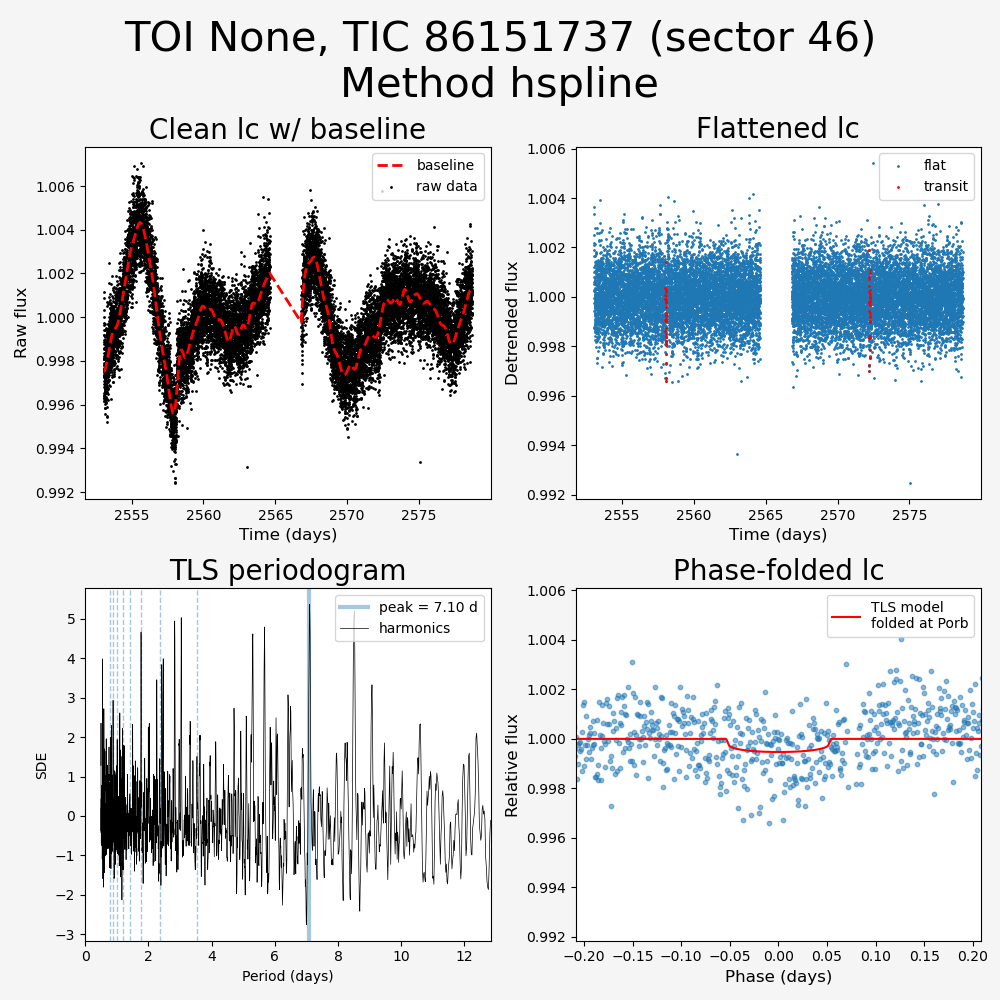 TOI None, TIC 86151737 (sector 46)
Method hspline
Clean lc w/ baseline
Raw flux
1.006
1.004
1.002
1.000
0.998
0.996
0.994
0.992
baseline
raw data
2555
2560
2565
2570
2575
Time (days)
Flattened lc
Detrended flux
1.006
1.004
1.002
1.000
0.998
0.996
0.994
0.992
flat
transit
2555
2560
2565
2570
2575
Time (days)
TLS periodogram
SDE
5
4
3
2
1
0
−1
−2
−3
peak = 7.10 d
harmonics
0
2
4
6
8
10
12
Period (days)
Phase-folded lc
Relative flux
1.006
1.004
1.002
1.000
0.998
0.996
0.994
0.992
TLS model
folded at Porb
−0.20
−0.15
−0.10
−0.05
0.00
0.05
0.10
0.15
0.20
Phase (days)